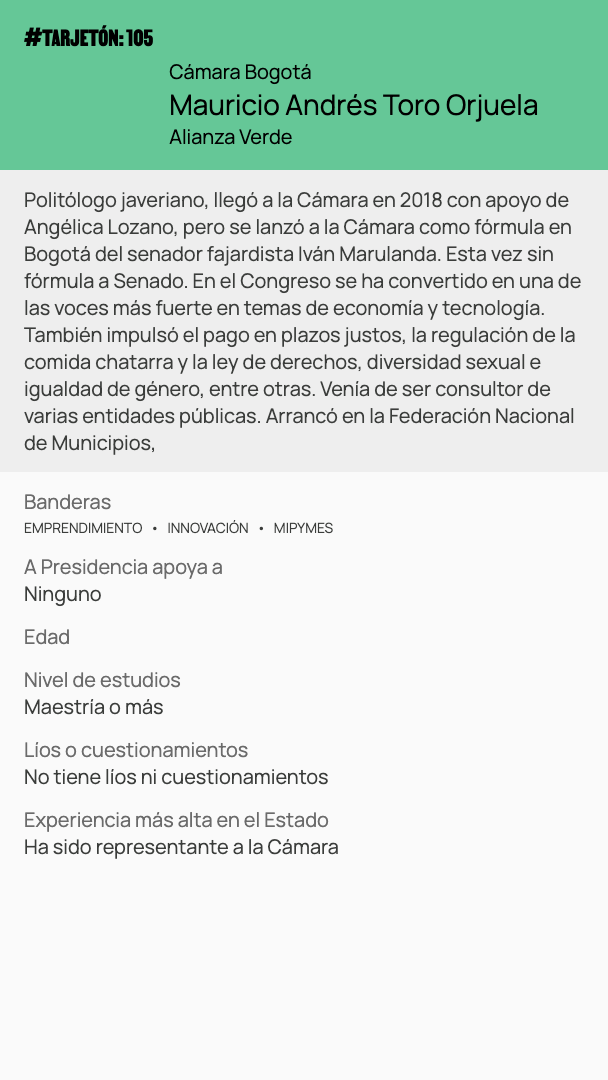 #TARJETÓN: 105
Cámara Bogotá
Mauricio Andrés Toro Orjuela
Alianza Verde
Politólogo javeriano, llegó a la Cámara en 2018 con apoyo de
Angélica Lozano, pero se lanzó a la Cámara como fórmula en
Bogotá del senador fajardista Iván Marulanda. Esta vez sin
fórmula a Senado. En el Congreso se ha convertido en una de
las voces más fuerte en temas de economía y tecnología.
También impulsó el pago en plazos justos, la regulación de la
comida chatarra y la ley de derechos, diversidad sexual e
igualdad de género, entre otras. Venía de ser consultor de
varias entidades públicas. Arrancó en la Federación Nacional
de Municipios,
Banderas
EMPRENDIMIENTO • INNOVACIÓN • MIPYMES
A Presidencia apoya a
Ninguno
Edad
Nivel de estudios
Maestría o más
Líos o cuestionamientos
No tiene líos ni cuestionamientos
Experiencia más alta en el Estado
Ha sido representante a la Cámara